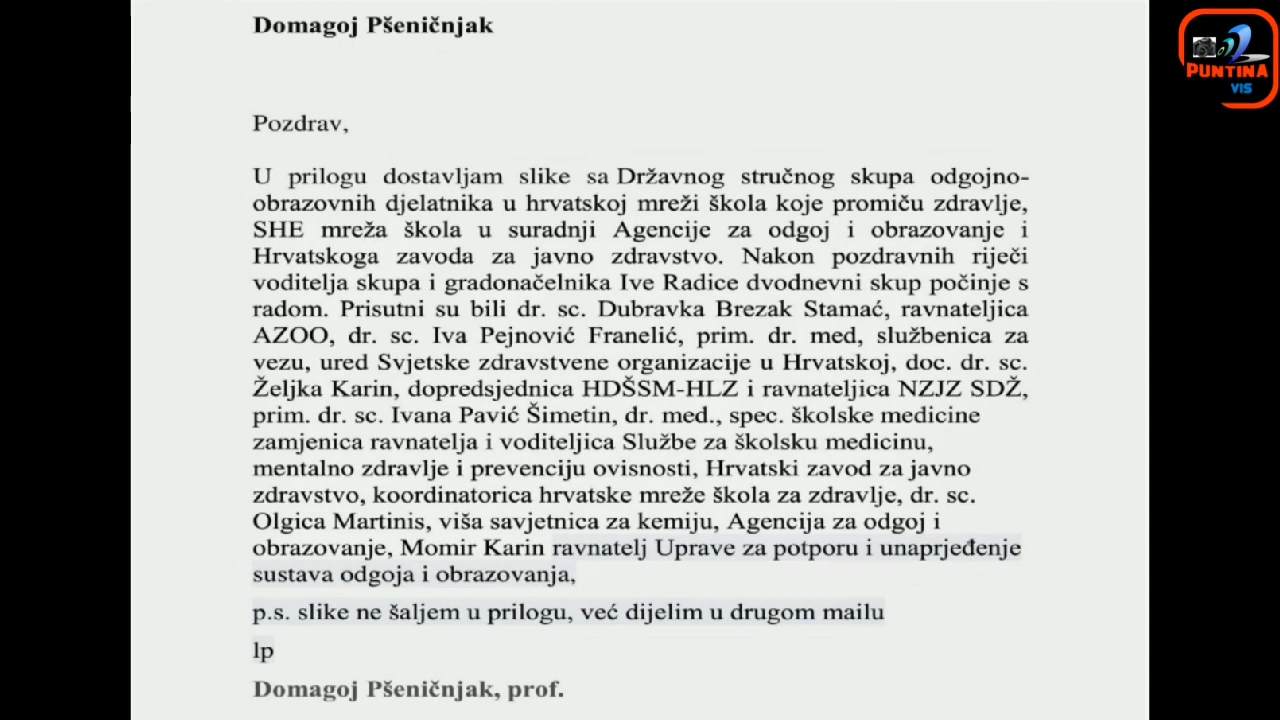 Domagoj Pšeničnjak
Pozdrav,
U prilogu dostavljam slike sa Državnog stručnog skupa odgojno-
obrazovnih djelatnika u hrvatskoj mreži škola koje promiču zdravlje,
SHE mreža škola u suradnji Agencije za odgoj i obrazovanje i
Hrvatskoga zavoda za javno zdravstvo. Nakon pozdravnih riječi
voditelja skupa i gradonačelnika Ive Radice dvodnevni skup počinje s
radom. Prisutni su bili dr. sc. Dubravka Brezak Stamać, ravnateljica
AZOO, dr. sc. Iva Pejnović Franelić, prim. dr. med, službenica za
vezu, ured Svjetske zdravstvene organizacije u Hrvatskoj, doc. dr. sc.
Željka Karin, dopredsjednica HDŠSM-HLZ i ravnateljica NZJZ SDŽ,
prim. dr. sc. Ivana Pavić Šimetin, dr. med., spec. školske medicine
zamjenica ravnatelja i voditeljica Službe za školsku medicinu,
mentalno zdravlje i prevenciju ovisnosti, Hrvatski zavod za javno
zdravstvo, koordinatorica hrvatske mreže škola za zdravlje, dr. sc.
Olgica Martinis, viša savjetnica za kemiju, Agencija za odgoj i
obrazovanje, Momir Karin ravnatelj Uprave za potporu i unaprjeđenje
sustava odgoja i obrazovanja,
p.s. slike ne šaljem u prilogu, već dijelim u drugom mailu
lp
Domagoj Pšeničnjak, prof.
PUNTINA
VIS